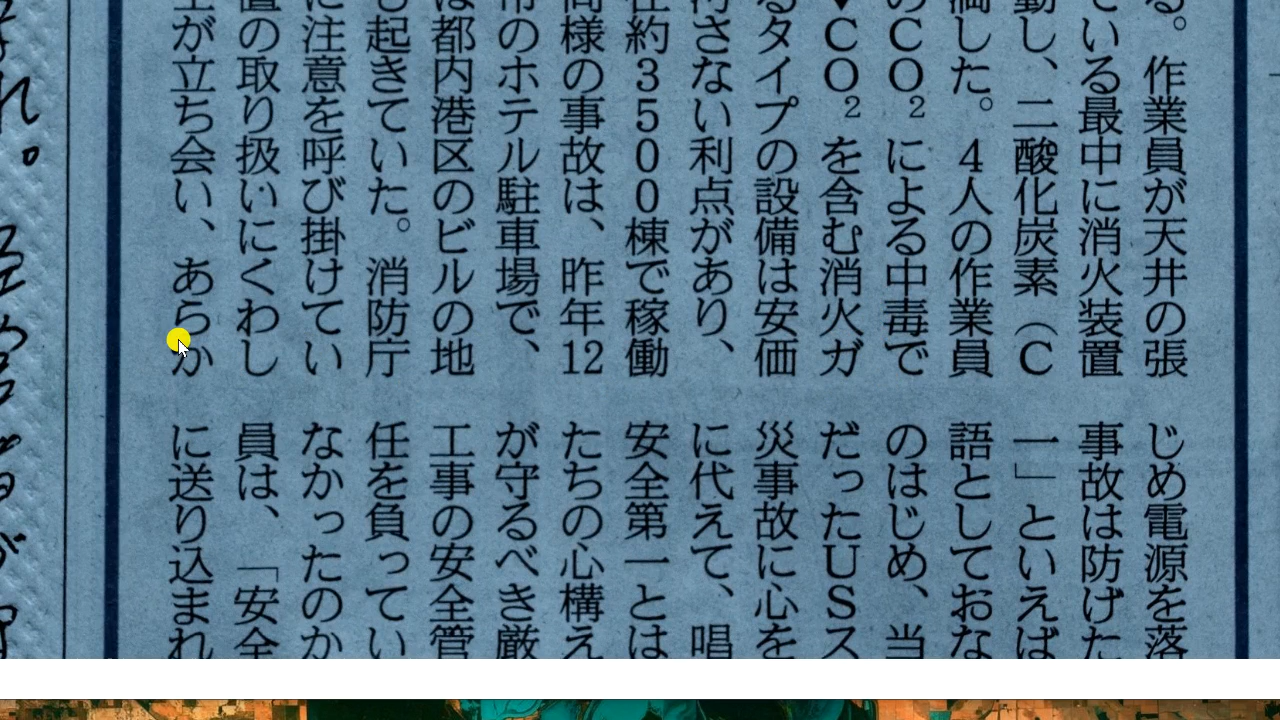 る。作業員が天井の張
ている最中に消火装置
動し、二酸化炭素（C
満した。4人の作業員
のCO₂による中毒で
▼CO₂を含む消火ガ
るタイプの設備は安価
さない利点があり、
在約3500棟で稼働
同様の事故は、昨年12
市のホテル駐車場で、
は都内港区のビルの地
も起きていた。消防庁
に注意を呼び掛けてい
置の取り扱いにくわし
が立ち会い、あらか
じめ電源を落
事故は防げた
一」といえば
語としておな
のはじめ、当
だったUSス
災事故に心を
に代えて、唱
安全第一とは
たちの心構え
が守るべき厳
工事の安全管
任を負ってい
なかったのか
員は、「安全
に送り込まれ
れ。